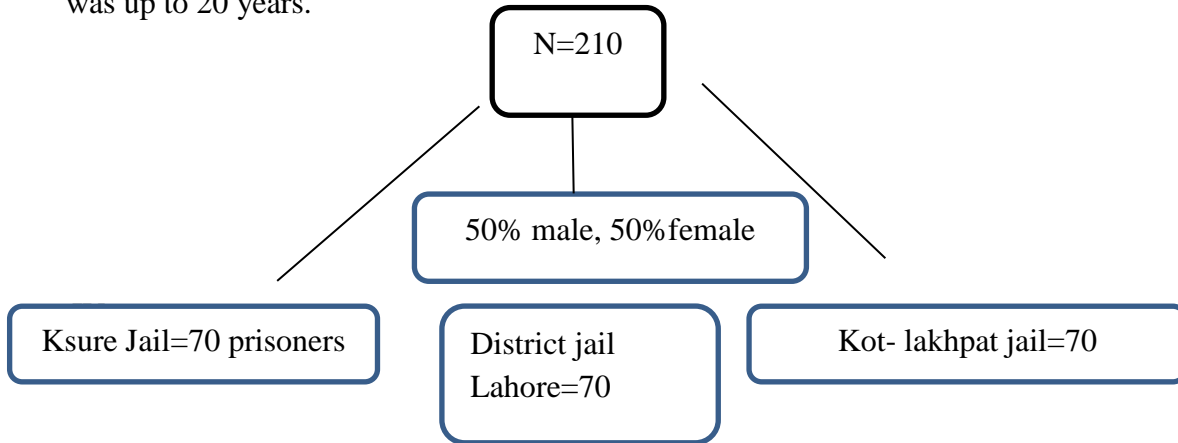 was up to 20 years.
N=210
50% male, 50%female
Ksure Jail=70 prisoners
District jail
Lahore=70
Kot- lakhpat jail=70